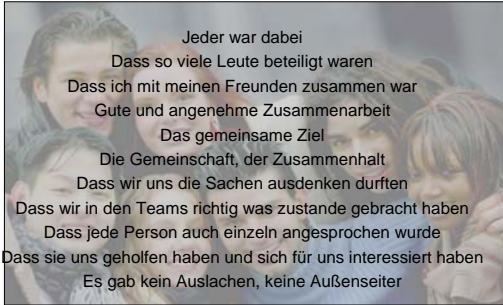 Jeder war dabei
Dass so viele Leute beteiligt waren
Dass ich mit meinen Freunden zusammen war
Gute und angenehme Zusammenarbeit
Das gemeinsame Ziel
Die Gemeinschaft, der Zusammenhalt
Dass wir uns die Sachen ausdenken durften
Dass wir in den Teams richtig was zustande gebracht haben
Dass jede Person auch einzeln angesprochen wurde
Dass sie uns geholfen haben und sich für uns interessiert haben
Es gab kein Auslachen, keine Außenseiter